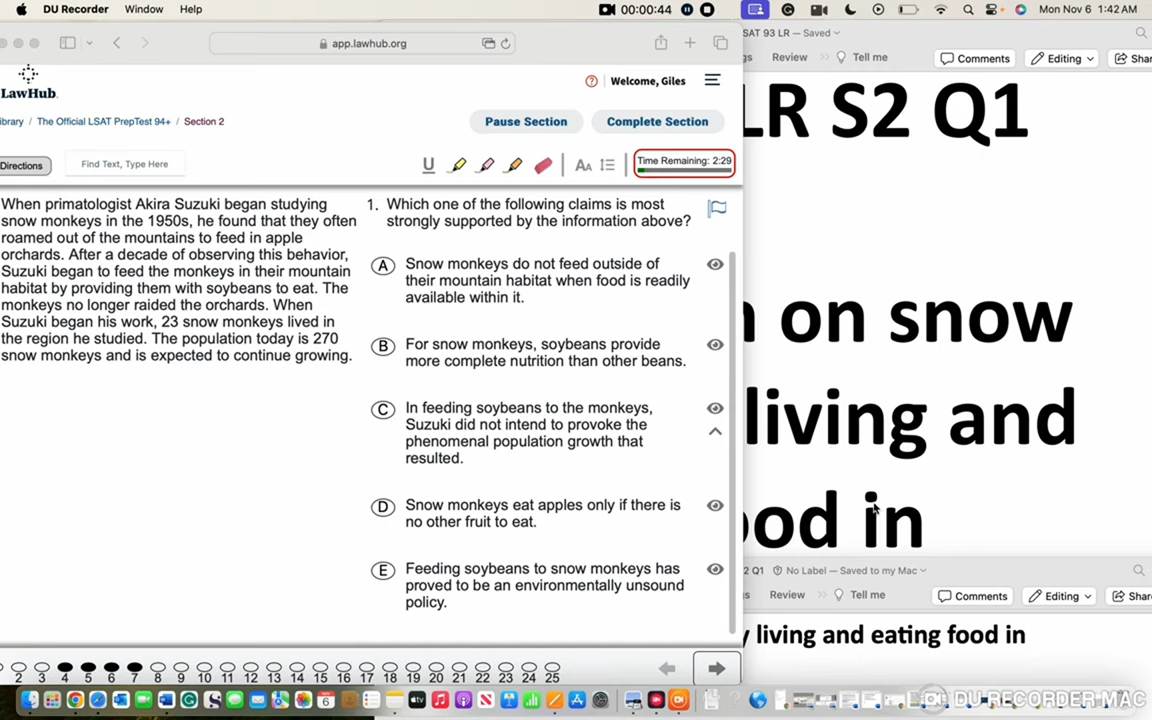 DU Recorder Window Help
00:00:44
Mon Nov 6 1:42 AM
app.lawhub.org
SAT 93 LR — Saved
gs Review Tell me
Comments Editing Shar
LawHub.
Welcome, Giles
ibrary / The Official LSAT PrepTest 94+ / Section 2
Pause Section Complete Section
Directions
Find Text, Type Here
Time Remaining: 2:29
When primatologist Akira Suzuki began studying
snow monkeys in the 1950s, he found that they often
roamed out of the mountains to feed in apple
orchards. After a decade of observing this behavior,
Suzuki began to feed the monkeys in their mountain
habitat by providing them with soybeans to eat. The
monkeys no longer raided the orchards. When
Suzuki began his work, 23 snow monkeys lived in
the region he studied. The population today is 270
snow monkeys and is expected to continue growing.
1. Which one of the following claims is most
strongly supported by the information above?
A Snow monkeys do not feed outside of
their mountain habitat when food is readily
available within it.
B For snow monkeys, soybeans provide
more complete nutrition than other beans.
C In feeding soybeans to the monkeys,
Suzuki did not intend to provoke the
phenomenal population growth that
resulted.
D Snow monkeys eat apples only if there is
no other fruit to eat.
E Feeding soybeans to snow monkeys has
proved to be an environmentally unsound
policy.
2 3 4 5 6 7 8 9 10 11 12 13 14 15 16 17 18 19 20 21 22 23 24 25
LR S2 Q1
n on snow
living and
ood in
2 Q1 No Label — Saved to my Mac
s Review Tell me
Comments Editing Shar
y living and eating food in
DU RECORDER MAC